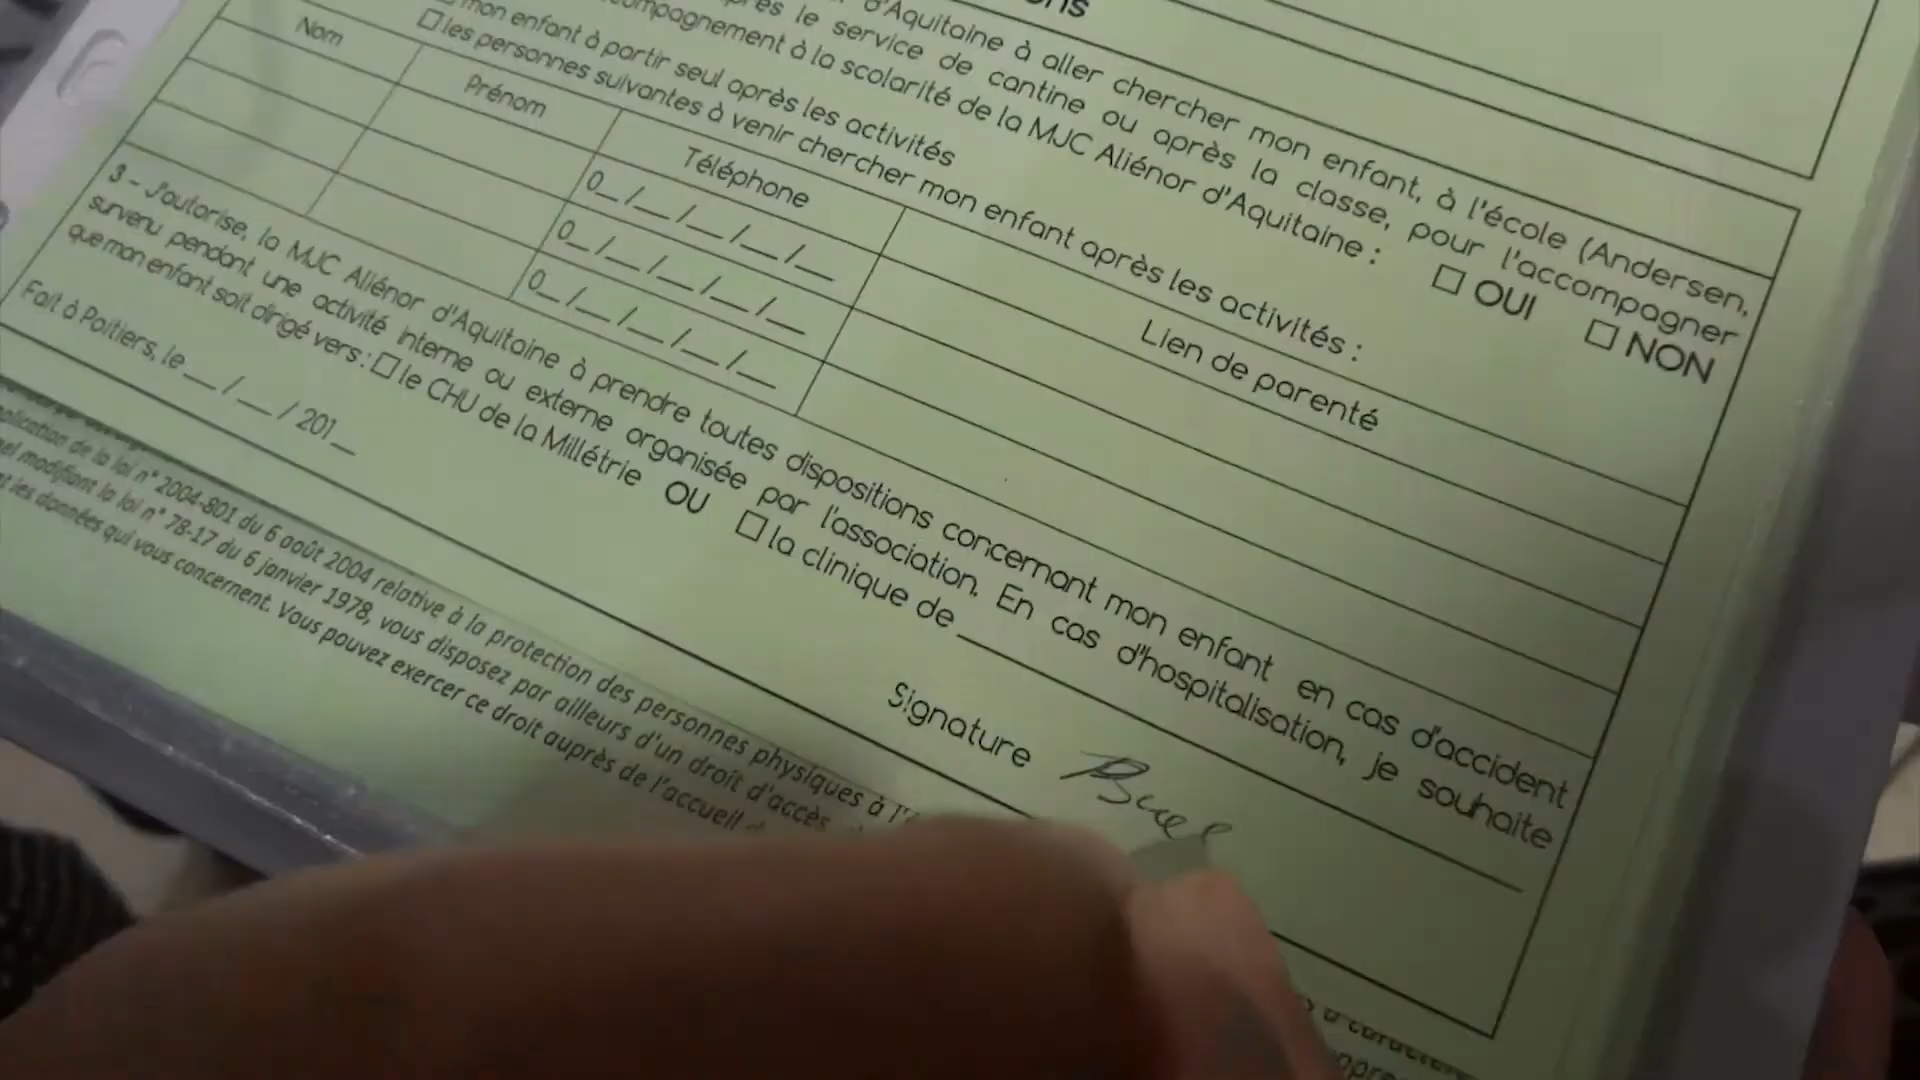 ns
d'Aquitaine à aller chercher mon enfant, à l'école (Andersen,
le service de cantine ou après la classe, pour l'accompagner
à la scolarité de la MJC Aliénor d'Aquitaine : □ OUI □ NON
□ mon enfant à partir seul après les activités
□ les personnes suivantes à venir chercher mon enfant après les activités :
Nom Prénom Téléphone Lien de parenté
0_/__/__/__/__
0_/__/__/__/__
0_/__/__/__/__
3 - J'autorise, la MJC Aliénor d'Aquitaine à prendre toutes dispositions concernant mon enfant en cas d'accident
survenu pendant une activité interne ou externe organisée par l'association. En cas d'hospitalisation, je souhaite
que mon enfant soit dirigé vers : □ le CHU de la Millétrie OU □ la clinique de
Fait à Poitiers, le __/__/201_
Signature
de la loi n° 2004-801 du 6 août 2004 relative à la protection des personnes physiques à
modifiant la loi n° 78-17 du 6 janvier 1978, vous disposez par ailleurs d'un droit d'accès
les données qui vous concernent. Vous pouvez exercer ce droit auprès de l'accueil